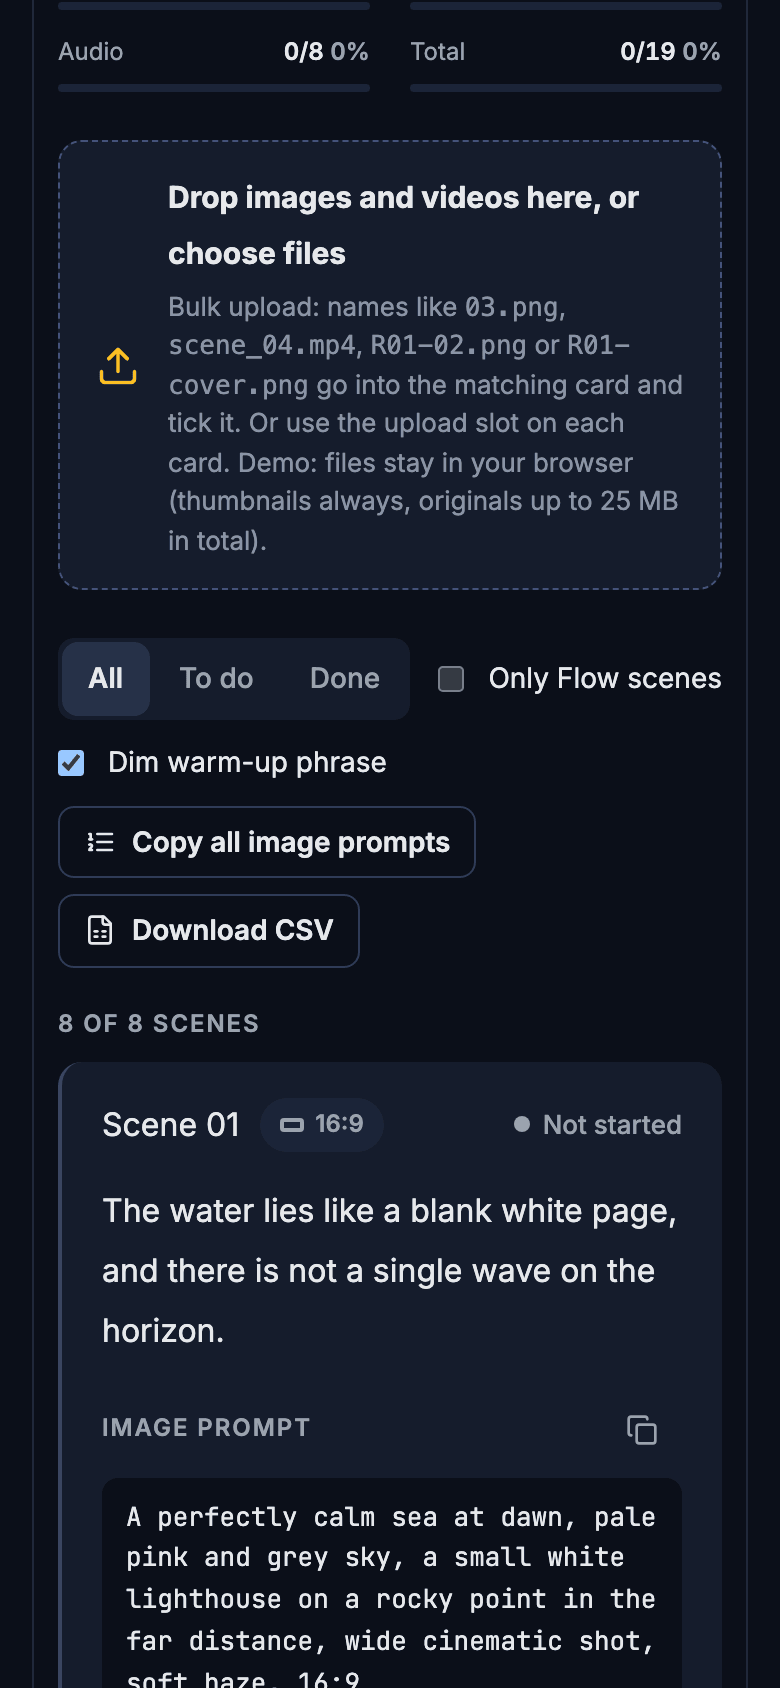 Audio 0/8 0% Total 0/19 0%
Drop images and videos here, or
choose files
Bulk upload: names like 03.png,
scene_04.mp4, R01-02.png or R01-
cover.png go into the matching card and
tick it. Or use the upload slot on each
card. Demo: files stay in your browser
(thumbnails always, originals up to 25 MB
in total).
All To do Done Only Flow scenes
Dim warm-up phrase
Copy all image prompts
Download CSV
8 OF 8 SCENES
Scene 01 16:9 Not started
The water lies like a blank white page,
and there is not a single wave on the
horizon.
IMAGE PROMPT
A perfectly calm sea at dawn, pale
pink and grey sky, a small white
lighthouse on a rocky point in the
far distance, wide cinematic shot,
soft haze, 16:9